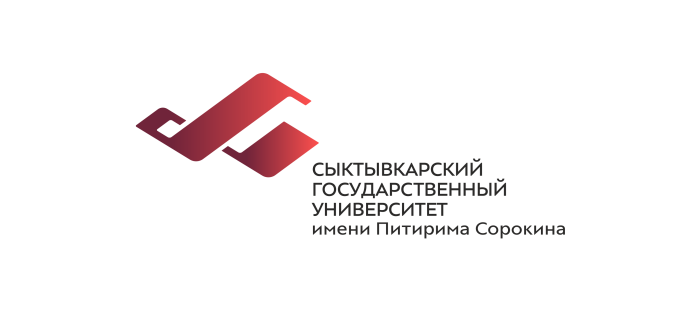 СЫКТЫВКАРСКИЙ
ГОСУДАРСТВЕННЫЙ
УНИВЕРСИТЕТ
имени Питирима Сорокина